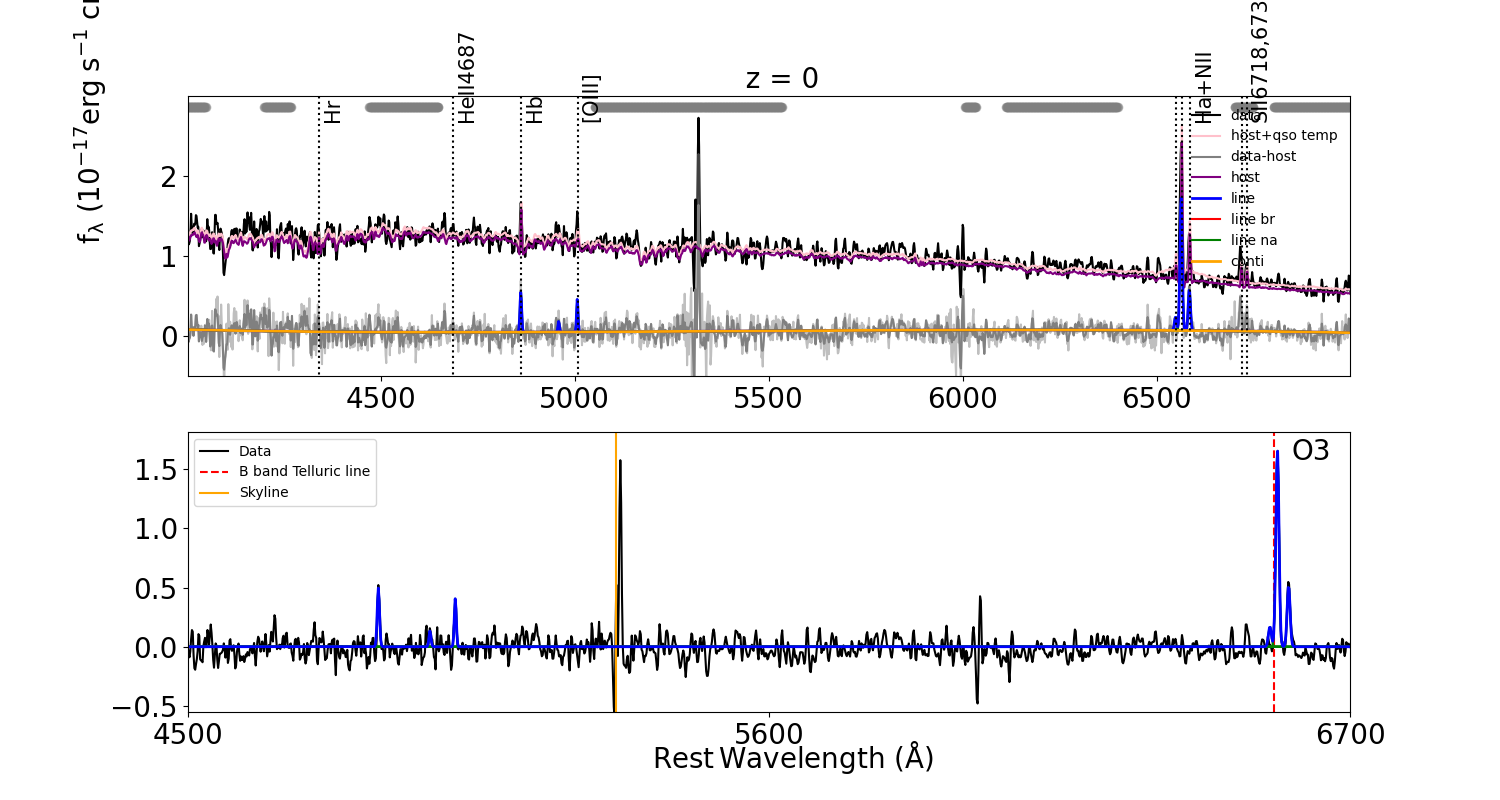 z = 0
fλ (10⁻¹⁷erg s⁻¹
Hr
HeII4687
Hb
[OIII]
Ha+NII
SII6718,673
data
host+qso temp
data-host
host
line
line br
line na
conti
2
1
0
4500 5000 5500 6000 6500
Data
B band Telluric line
Skyline
O3
1.5
1.0
0.5
0.0
−0.5
4500 5600 6700
Rest Wavelength (Å)